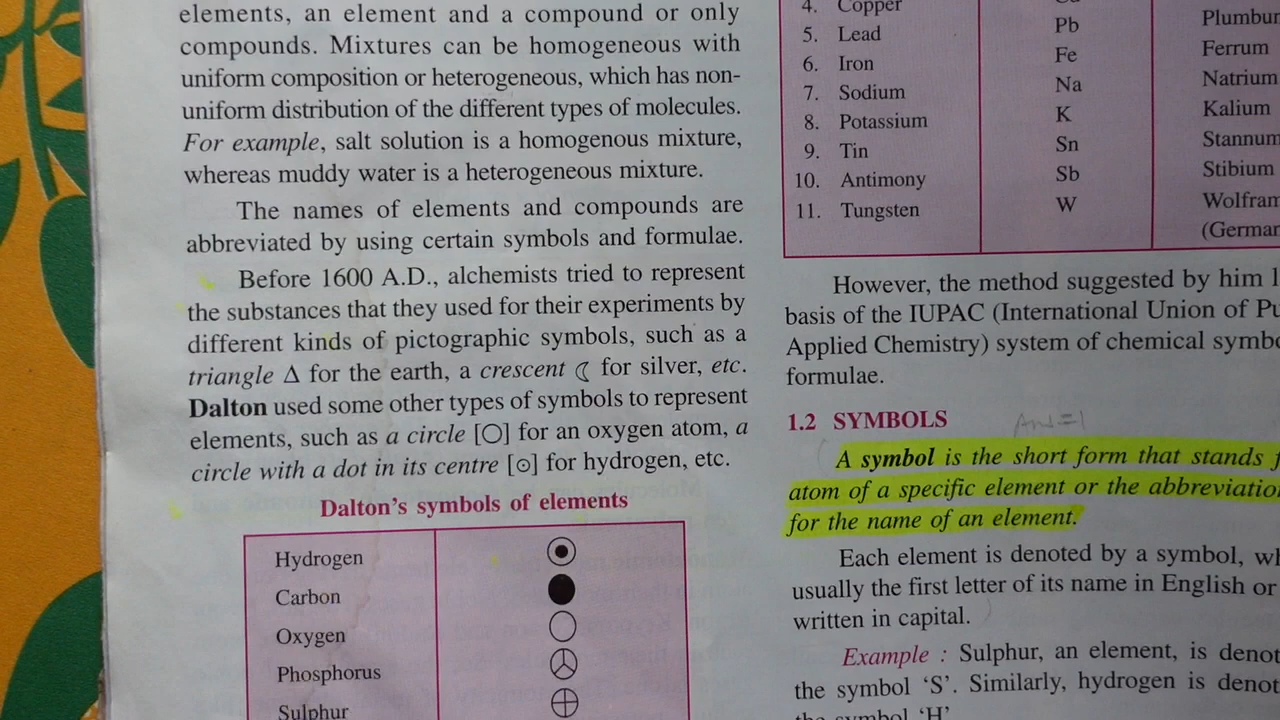 elements, an element and a compound or only
compounds. Mixtures can be homogeneous with
uniform composition or heterogeneous, which has non-
uniform distribution of the different types of molecules.
For example, salt solution is a homogenous mixture,
whereas muddy water is a heterogeneous mixture.
The names of elements and compounds are
abbreviated by using certain symbols and formulae.
Before 1600 A.D., alchemists tried to represent
the substances that they used for their experiments by
different kinds of pictographic symbols, such as a
triangle Δ for the earth, a crescent ☾ for silver, etc.
Dalton used some other types of symbols to represent
elements, such as a circle [○] for an oxygen atom, a
circle with a dot in its centre [⊙] for hydrogen, etc.
Dalton's symbols of elements
Hydrogen
Carbon
Oxygen
Phosphorus
Sulphur
4. Copper
5. Lead Pb
6. Iron Fe Ferrum
7. Sodium Na Natrium
8. Potassium K Kalium
9. Tin Sn Stannum
10. Antimony Sb Stibium
11. Tungsten W Wolfram
(German
However, the method suggested by him
basis of the IUPAC (International Union of
Applied Chemistry) system of chemical
formulae.
1.2 SYMBOLS Ans=1
A symbol is the short form that stands
atom of a specific element or the abbreviation
for the name of an element.
Each element is denoted by a symbol,
usually the first letter of its name in English or
written in capital.
Example : Sulphur, an element, is
the symbol 'S'. Similarly, hydrogen is
the symbol 'H'